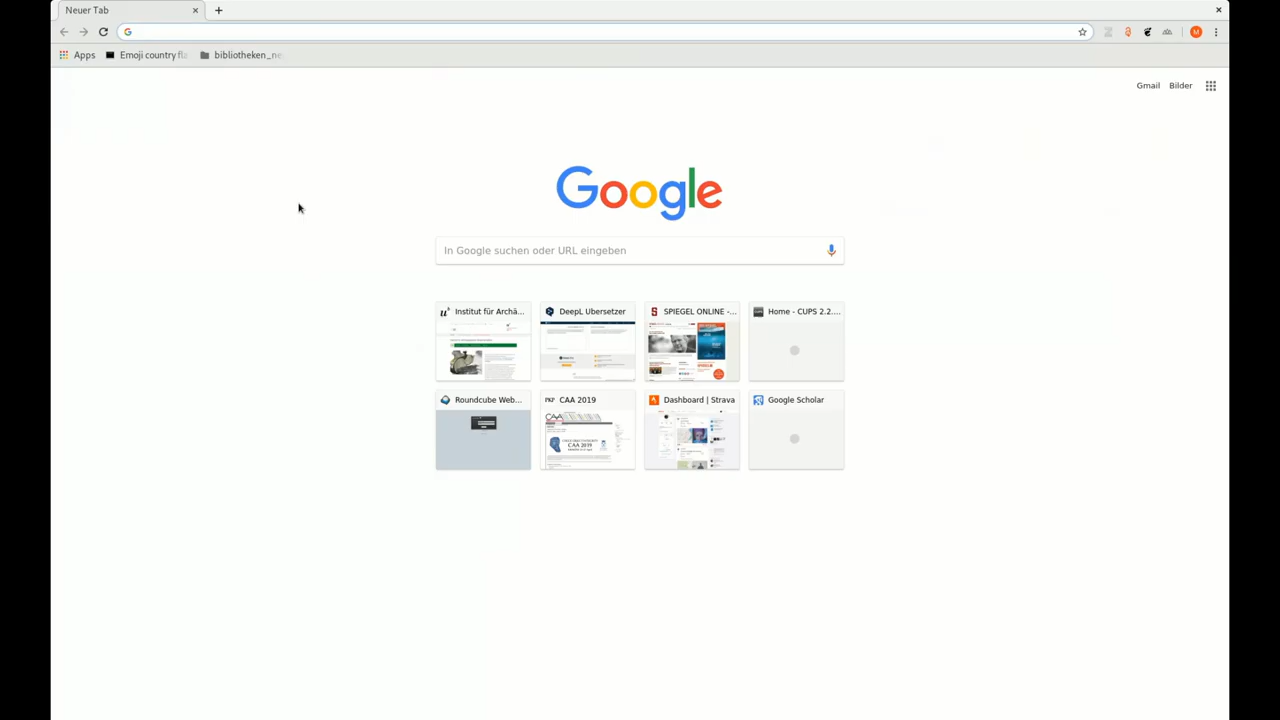 Neuer Tab
Apps
Emoji country fla
bibliotheken_ne
Gmail
Bilder
Google
In Google suchen oder URL eingeben
Institut für Archä...
DeepL Übersetzer
SPIEGEL ONLINE -...
Home - CUPS 2.2....
Roundcube Web...
CAA 2019
Dashboard | Strava
Google Scholar